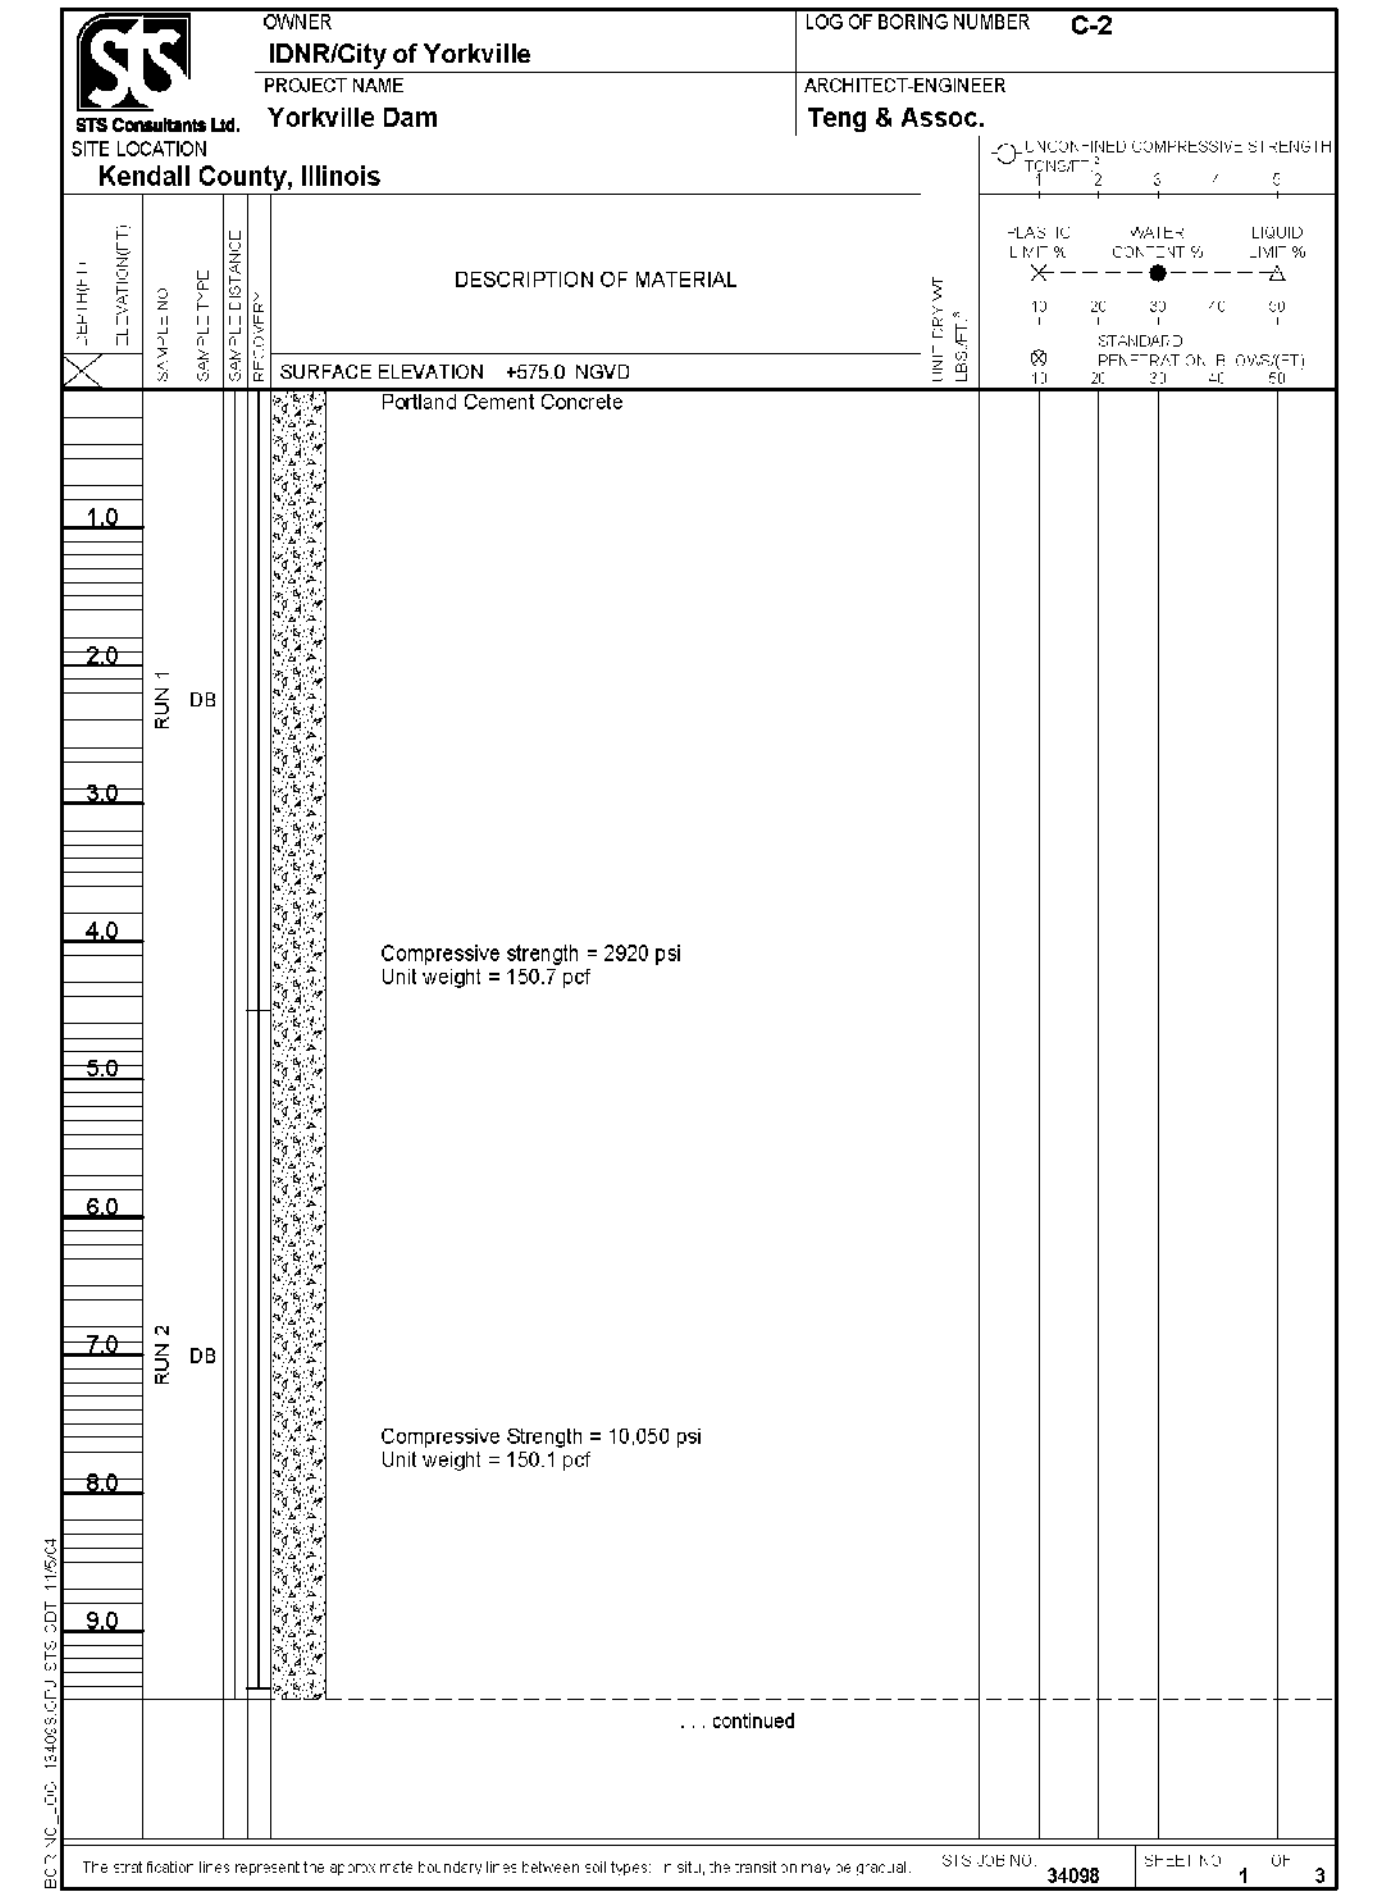 STS
STS Consultants Ltd.
OWNER
IDNR/City of Yorkville
LOG OF BORING NUMBER C-2
PROJECT NAME
Yorkville Dam
ARCHITECT-ENGINEER
Teng & Assoc.
SITE LOCATION
Kendall County, Illinois
UNCONFINED COMPRESSIVE STRENGTH
TONS/FT.2
1 2 3 4 5
PLASTIC LIMIT %
WATER CONTENT %
LIQUID LIMIT %
10 20 30 40 50
STANDARD
PENETRATION BLOWS/(FT)
10 20 30 40 50
DEPTH(FT)
ELEVATION(FT)
SAMPLE NO.
SAMPLE TYPE
SAMPLE DISTANCE
RECOVERY
DESCRIPTION OF MATERIAL
UNIT DRY WT.
LBS./FT.3
SURFACE ELEVATION +575.0 NGVD
Portland Cement Concrete
1.0
2.0
RUN 1 DB
3.0
4.0
Compressive strength = 2920 psi
Unit weight = 150.7 pcf
5.0
6.0
7.0
RUN 2 DB
Compressive Strength = 10,050 psi
Unit weight = 150.1 pcf
8.0
9.0
. . . continued
The stratification lines represent the approximate boundary lines between soil types: in situ, the transition may be gradual.
STS JOB NO. 34098
SHEET NO. 1 OF 3